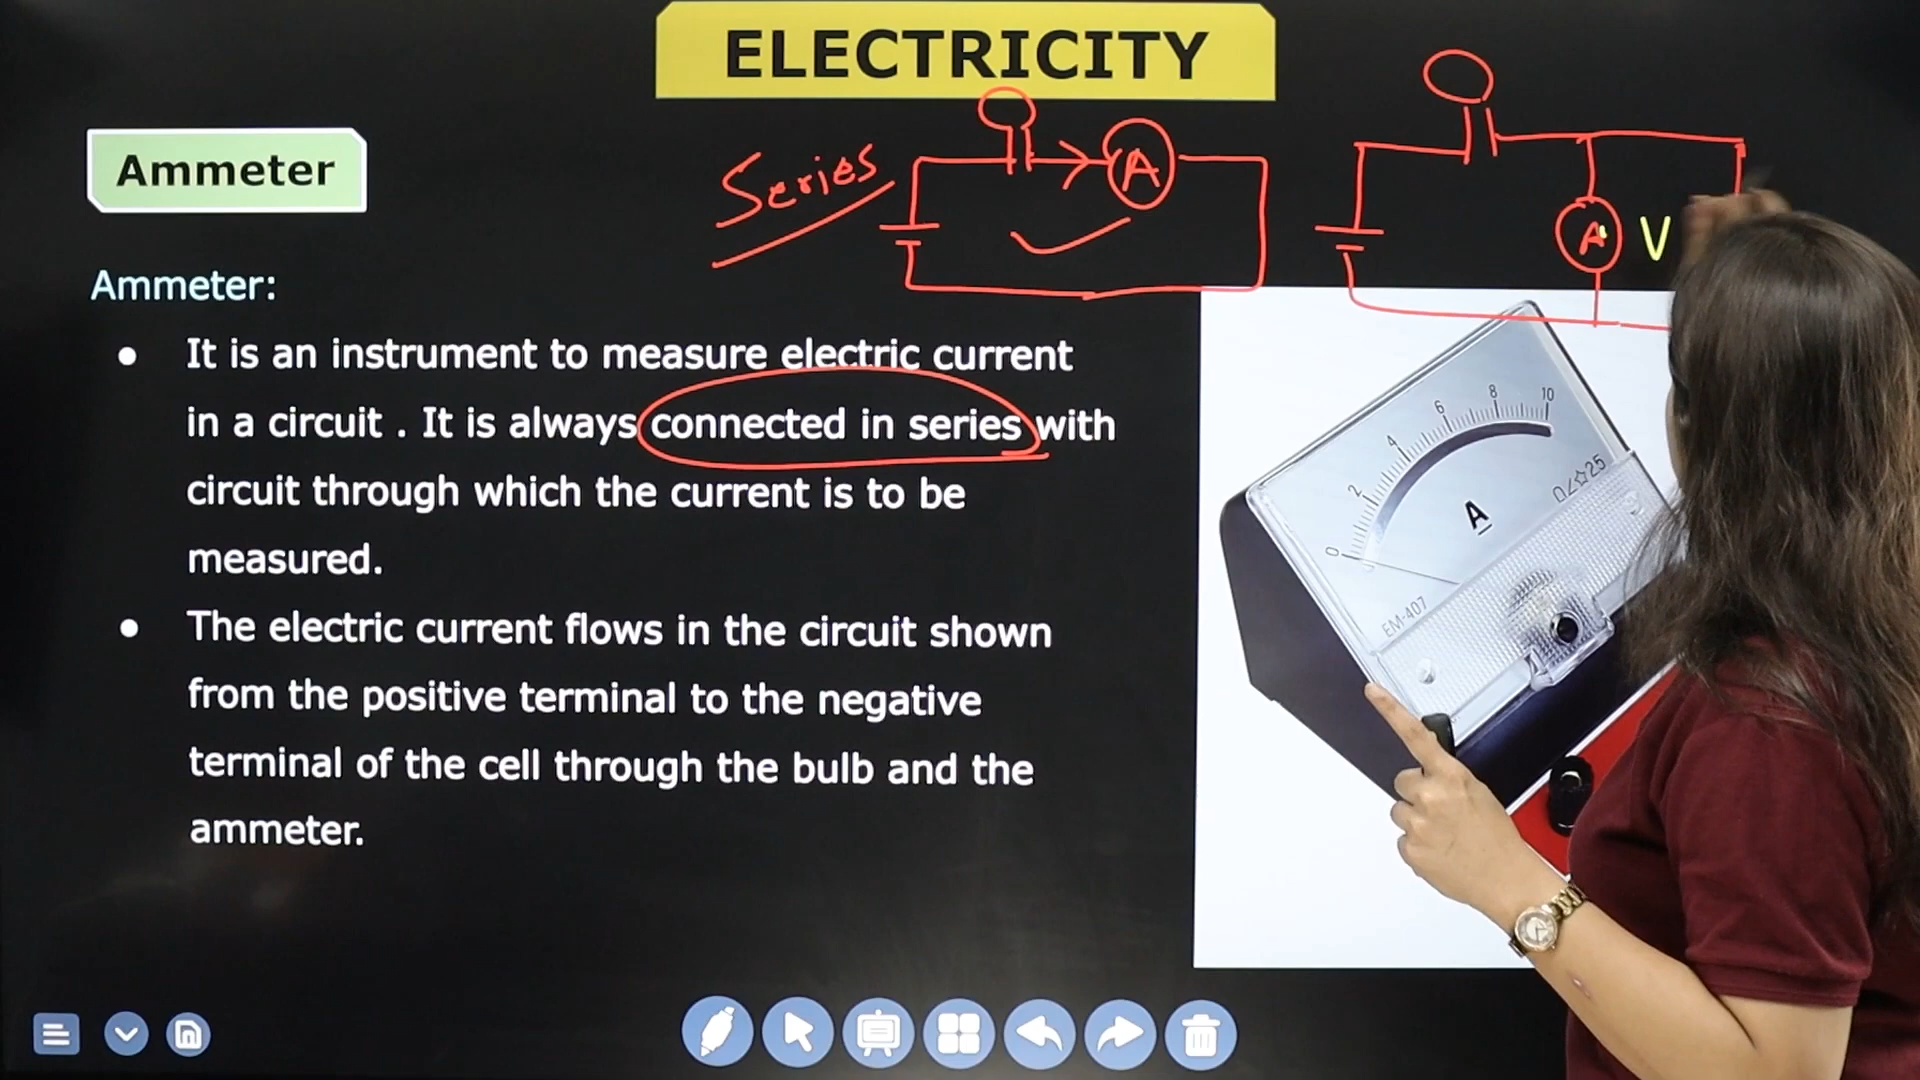 ELECTRICITY
Ammeter
Series
A
A
V
Ammeter:
• It is an instrument to measure electric current
in a circuit . It is always connected in series with
circuit through which the current is to be
measured.
• The electric current flows in the circuit shown
from the positive terminal to the negative
terminal of the cell through the bulb and the
ammeter.
0 2 4 6 8 10
A
2.5
EM-407